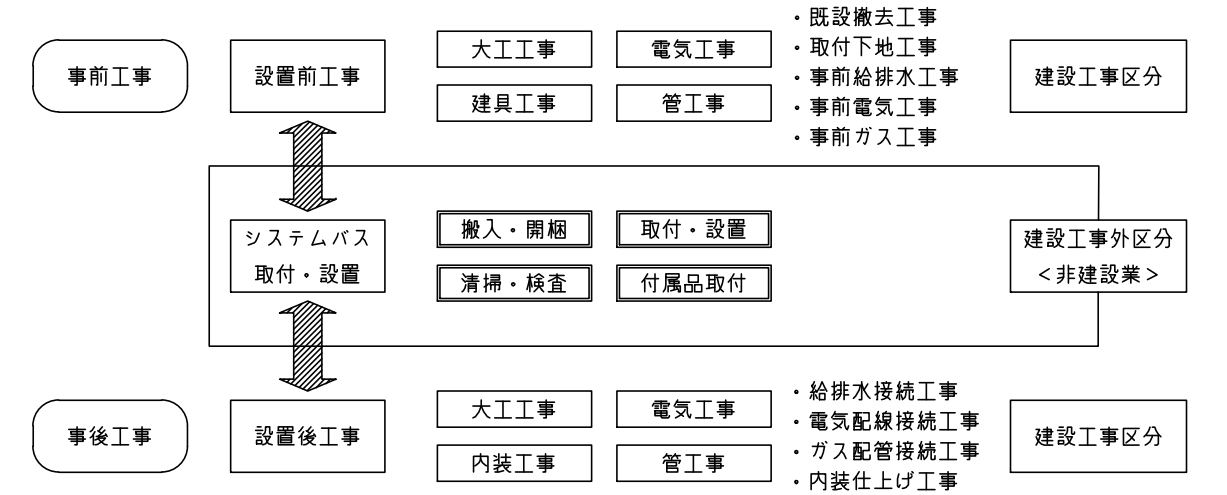 事前工事
設置前工事
大工工事
電気工事
建具工事
管工事
・既設撤去工事
・取付下地工事
・事前給排水工事
・事前電気工事
・事前ガス工事
建設工事区分
システムバス
取付・設置
搬入・開梱
取付・設置
清掃・検査
付属品取付
建設工事外区分
<非建設業>
事後工事
設置後工事
大工工事
電気工事
内装工事
管工事
・給排水接続工事
・電気配線接続工事
・ガス配管接続工事
・内装仕上げ工事
建設工事区分